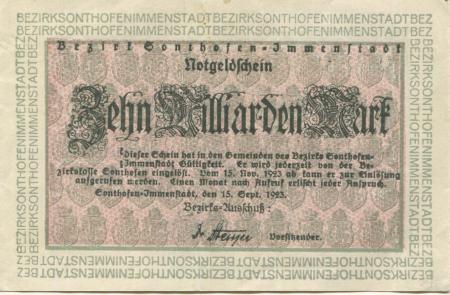 BEZIRKSONTHOFENIMMENSTADTBEZIRKSONTHOFENIMMENSTADTBEZ
Bezirk Sonthofen-Immenstadt
Notgeldschein
Zehn Milliarden Mark
Dieser Schein hat in den Gemeinden des Bezirks Sonthofen-
Immenstadt Gültigkeit. Er wird jederzeit von der Be-
zirkskasse Sonthofen eingelöst. Vom 15. Nov. 1923 ab kann er zur Einlösung
aufgerufen werden. Einen Monat nach Aufruf erlischt jeder Anspruch.
Sonthofen-Immenstadt, den 15. Sept. 1923.
Bezirks-Ausschuß:
Vorsitzender.